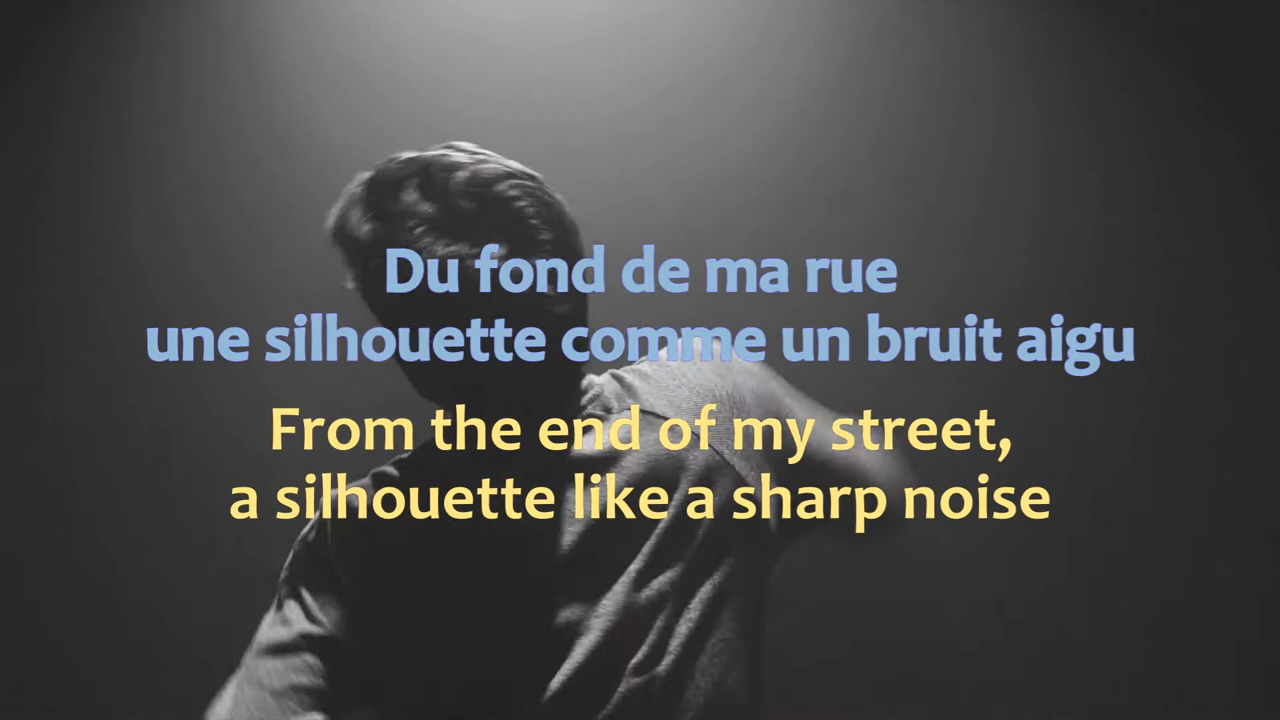 Du fond de ma rue
une silhouette comme un bruit aigu
From the end of my street,
a silhouette like a sharp noise